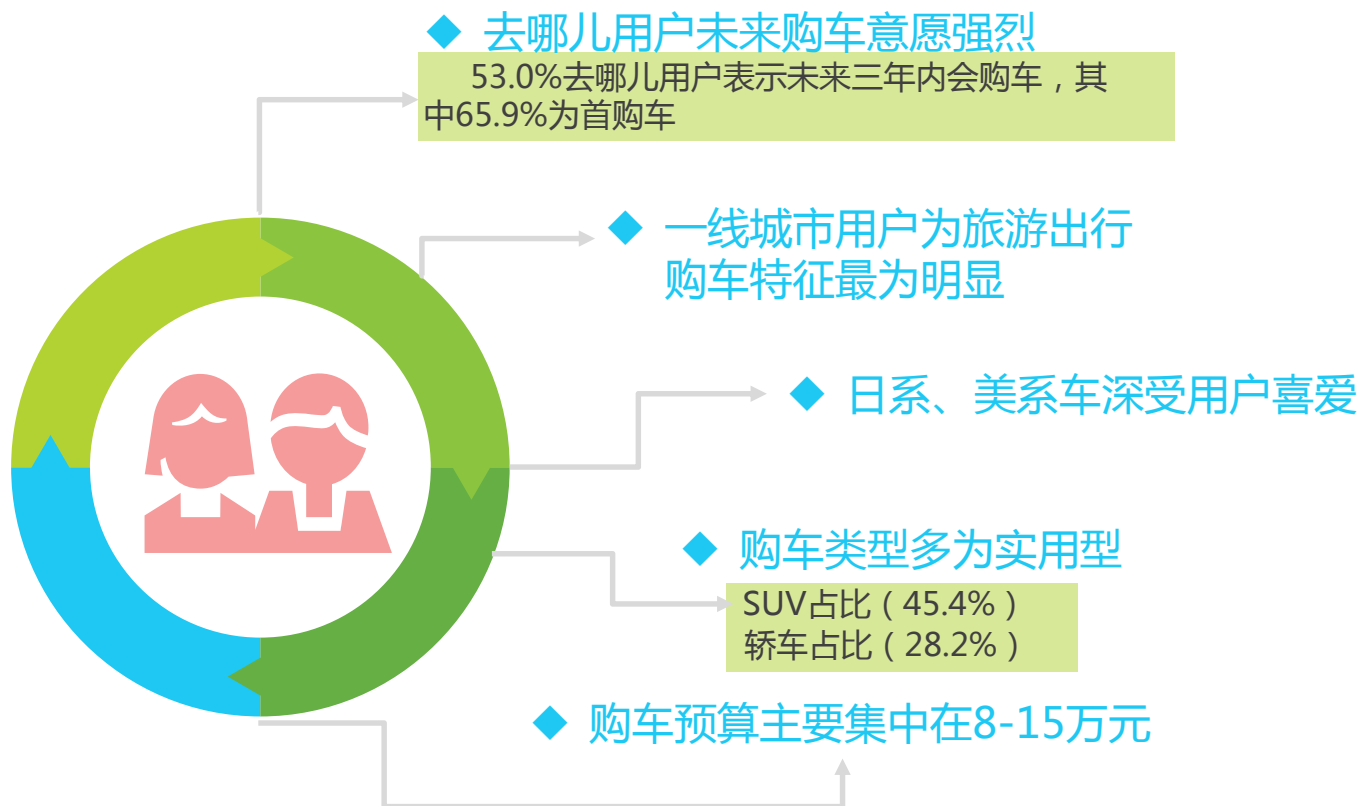 去哪儿用户未来购车意愿强烈
53.0%去哪儿用户表示未来三年内会购车，其
中65.9%为首购车
一线城市用户为旅游出行
购车特征最为明显
日系、美系车深受用户喜爱
购车类型多为实用型
SUV占比（45.4%）
轿车占比（28.2%）
购车预算主要集中在8-15万元